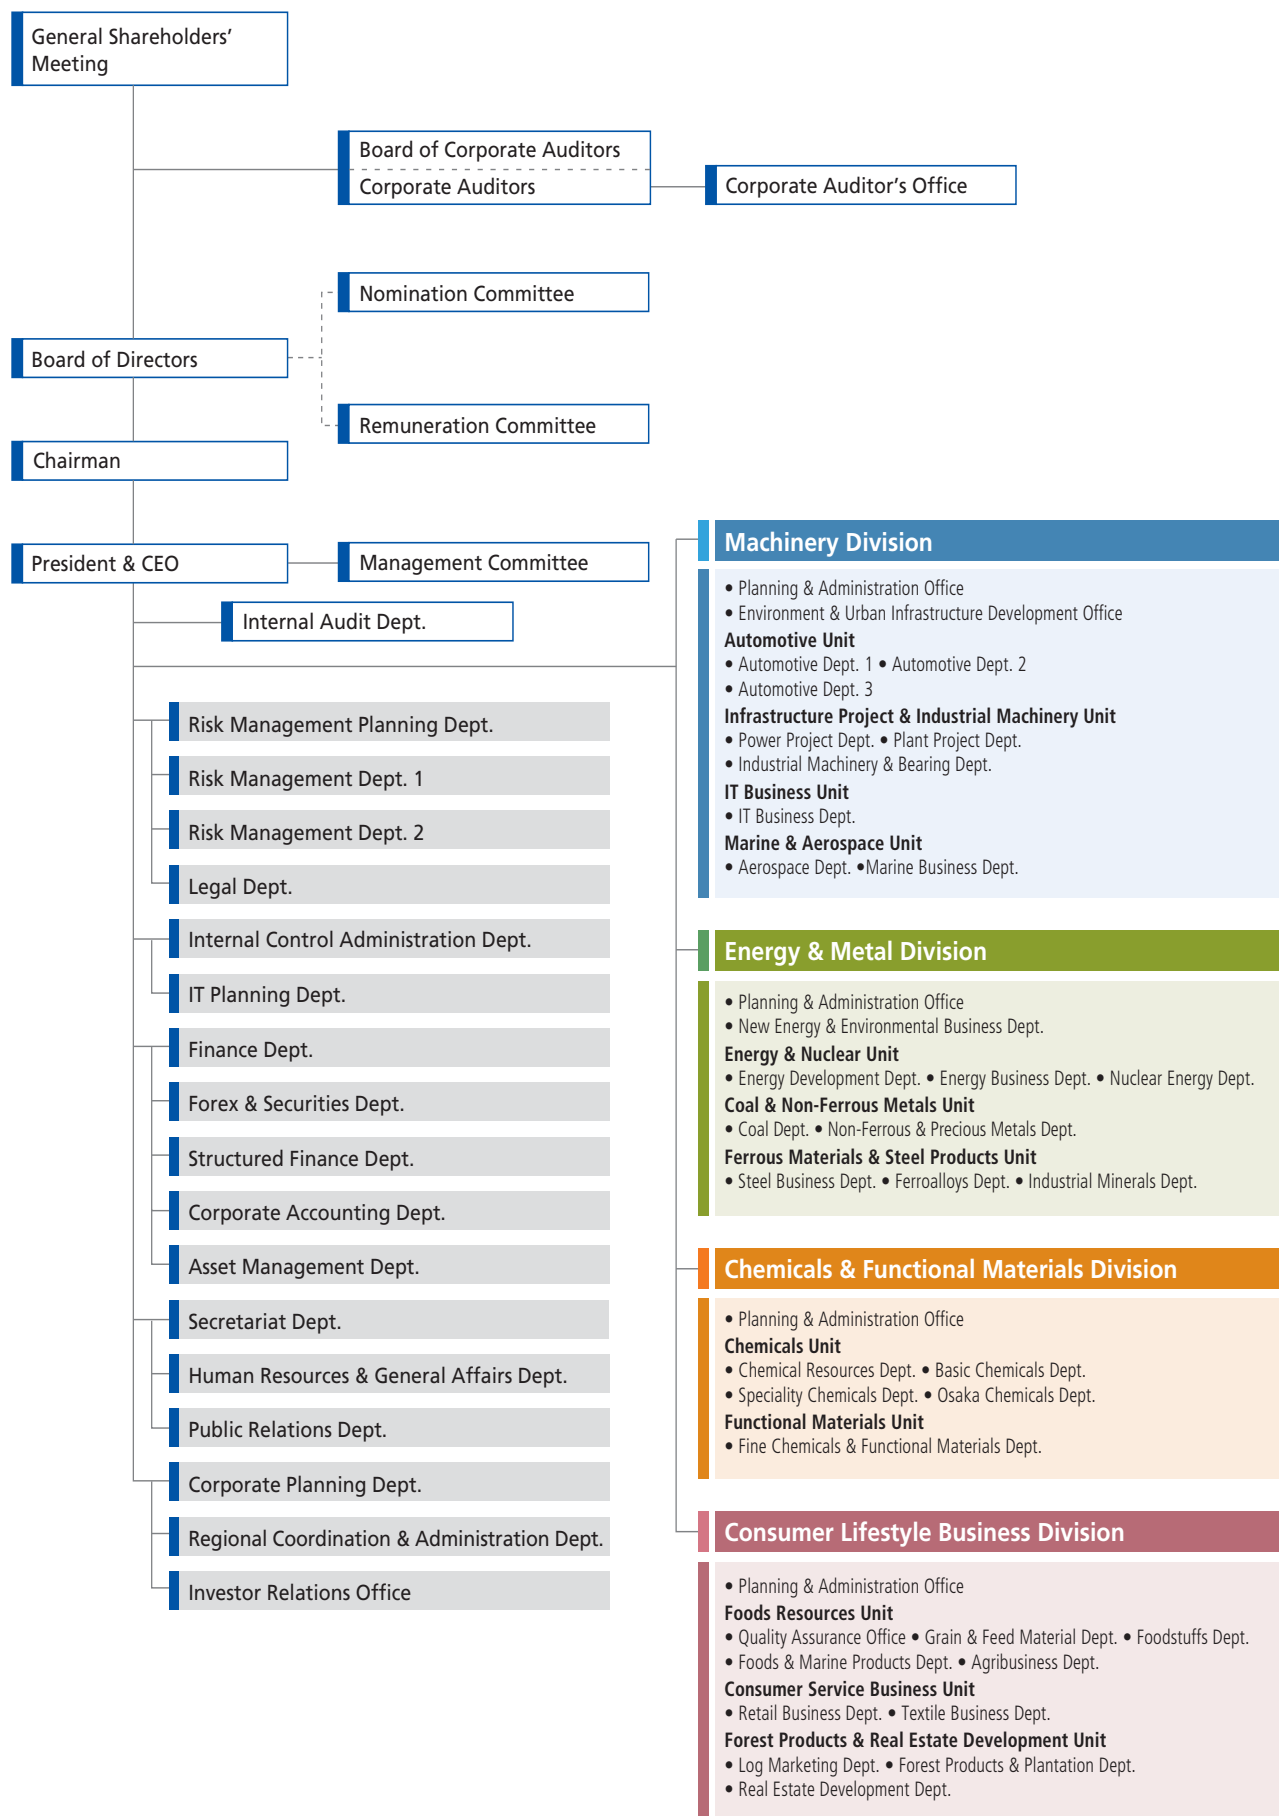 General Shareholders'
Meeting
Board of Corporate Auditors
Corporate Auditors
Corporate Auditor's Office
Nomination Committee
Board of Directors
Remuneration Committee
Chairman
President & CEO
Management Committee
Internal Audit Dept.
Risk Management Planning Dept.
Risk Management Dept. 1
Risk Management Dept. 2
Legal Dept.
Internal Control Administration Dept.
IT Planning Dept.
Finance Dept.
Forex & Securities Dept.
Structured Finance Dept.
Corporate Accounting Dept.
Asset Management Dept.
Secretariat Dept.
Human Resources & General Affairs Dept.
Public Relations Dept.
Corporate Planning Dept.
Regional Coordination & Administration Dept.
Investor Relations Office
Machinery Division
• Planning & Administration Office
• Environment & Urban Infrastructure Development Office
Automotive Unit
• Automotive Dept. 1 • Automotive Dept. 2
• Automotive Dept. 3
Infrastructure Project & Industrial Machinery Unit
• Power Project Dept. • Plant Project Dept.
• Industrial Machinery & Bearing Dept.
IT Business Unit
• IT Business Dept.
Marine & Aerospace Unit
• Aerospace Dept. •Marine Business Dept.
Energy & Metal Division
• Planning & Administration Office
• New Energy & Environmental Business Dept.
Energy & Nuclear Unit
• Energy Development Dept. • Energy Business Dept. • Nuclear Energy Dept.
Coal & Non-Ferrous Metals Unit
• Coal Dept. • Non-Ferrous & Precious Metals Dept.
Ferrous Materials & Steel Products Unit
• Steel Business Dept. • Ferroalloys Dept. • Industrial Minerals Dept.
Chemicals & Functional Materials Division
• Planning & Administration Office
Chemicals Unit
• Chemical Resources Dept. • Basic Chemicals Dept.
• Speciality Chemicals Dept. • Osaka Chemicals Dept.
Functional Materials Unit
• Fine Chemicals & Functional Materials Dept.
Consumer Lifestyle Business Division
• Planning & Administration Office
Foods Resources Unit
• Quality Assurance Office • Grain & Feed Material Dept. • Foodstuffs Dept.
• Foods & Marine Products Dept. • Agribusiness Dept.
Consumer Service Business Unit
• Retail Business Dept. • Textile Business Dept.
Forest Products & Real Estate Development Unit
• Log Marketing Dept. • Forest Products & Plantation Dept.
• Real Estate Development Dept.